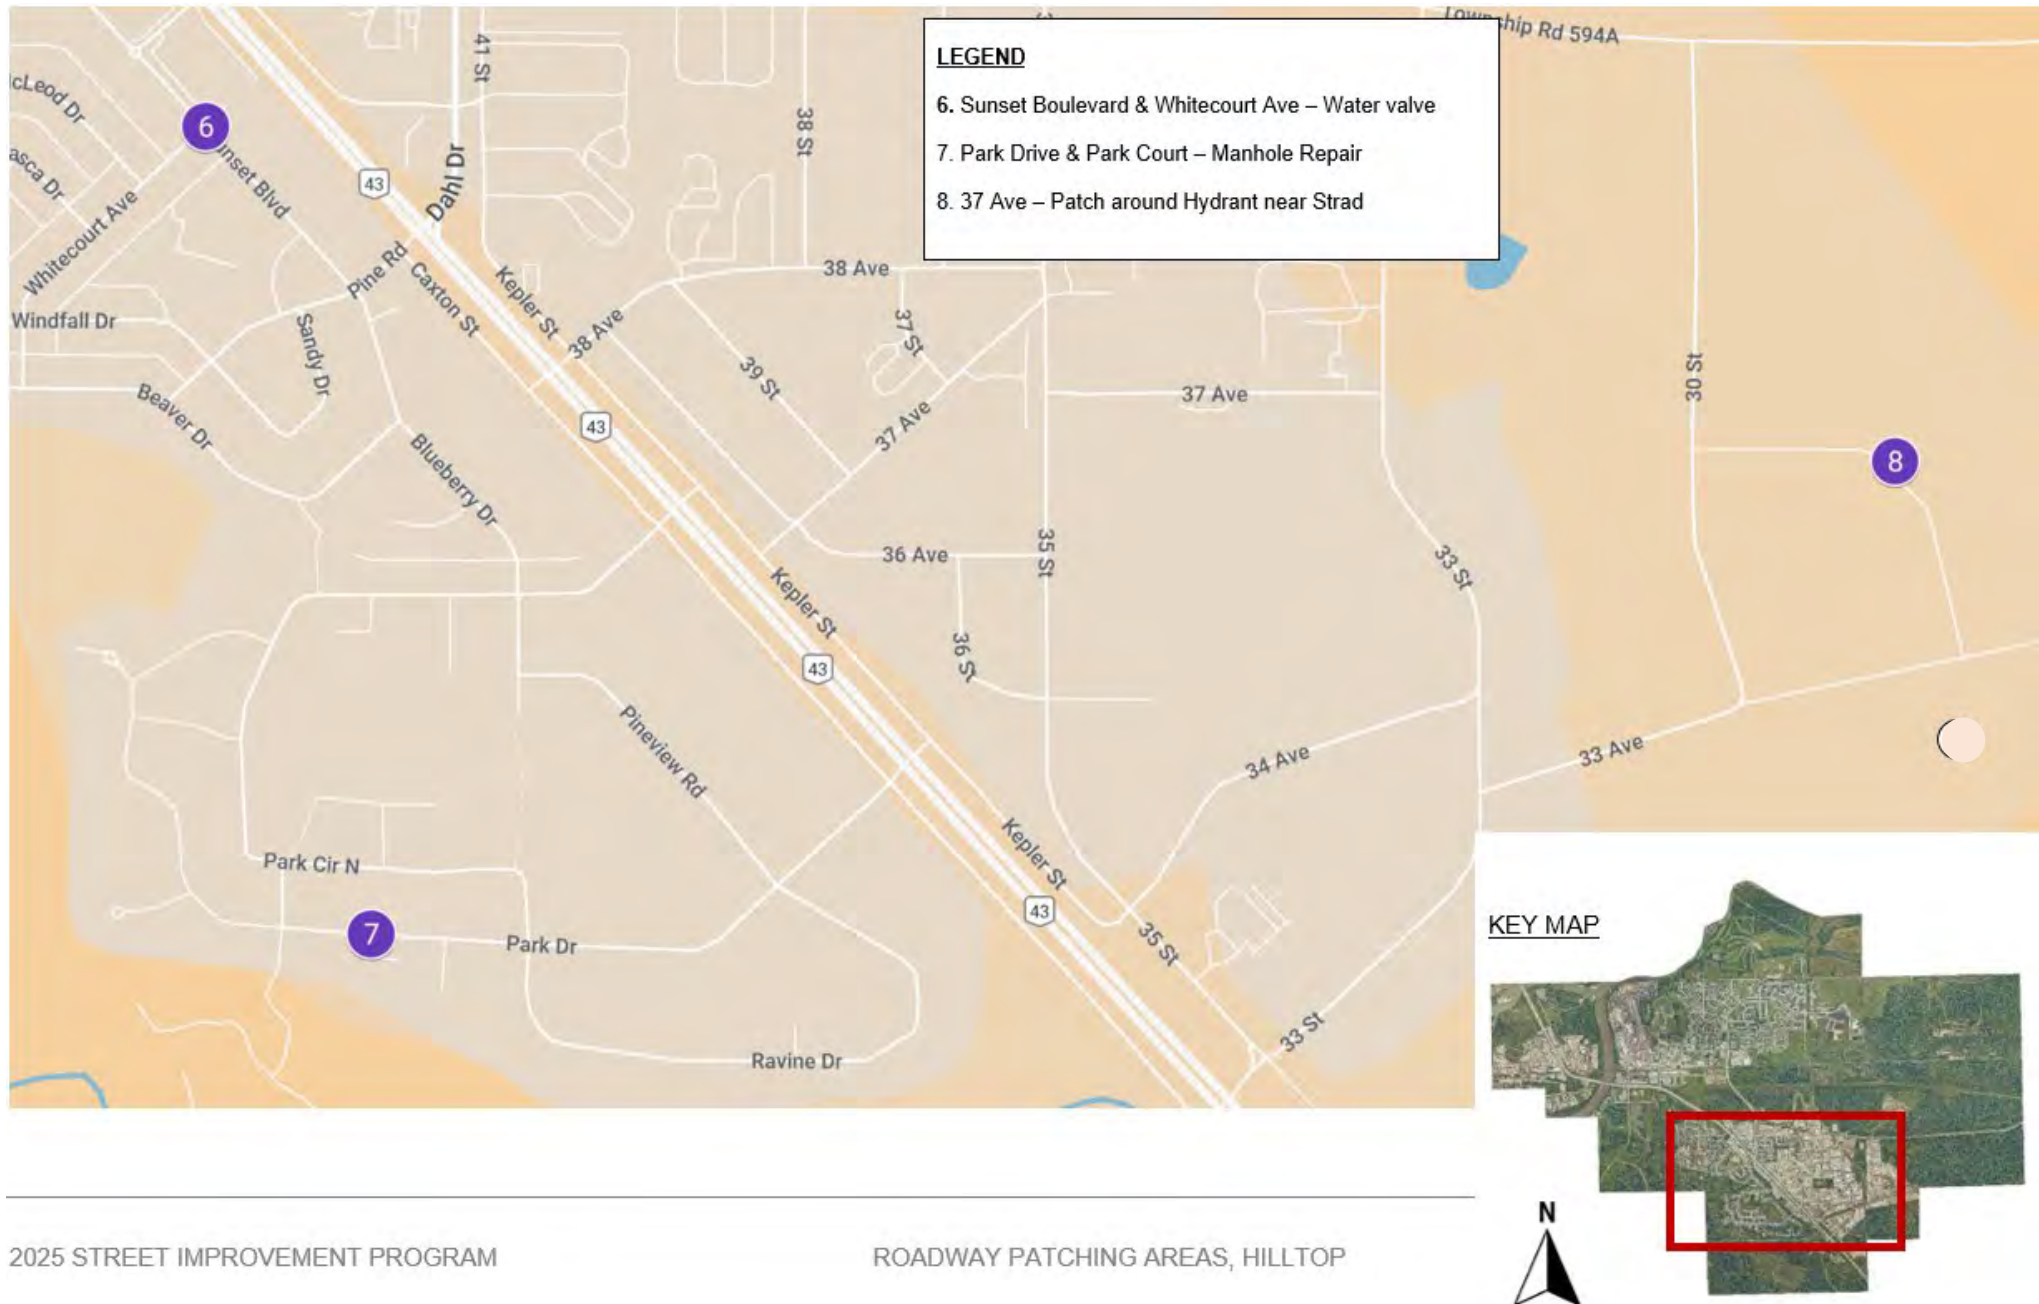 Township Rd 594A
LEGEND
6. Sunset Boulevard & Whitecourt Ave – Water valve
7. Park Drive & Park Court – Manhole Repair
8. 37 Ave – Patch around Hydrant near Strad
41 St
38 St
cLeod Dr
6
unset Blvd
asca Dr
43
Dahl Dr
Whitecourt Ave
Pine Rd
Caxton St
Kepler St
38 Ave
38 Ave
Windfall Dr
Sandy Dr
37 St
39 St
37 Ave
37 Ave
30 St
Beaver Dr
43
Blueberry Dr
8
36 Ave
35 St
33 St
Kepler St
36 St
43
Pineview Rd
34 Ave
33 Ave
Kepler St
Park Cir N
43
7
Park Dr
35 St
33 St
Ravine Dr
KEY MAP
N
2025 STREET IMPROVEMENT PROGRAM
ROADWAY PATCHING AREAS, HILLTOP